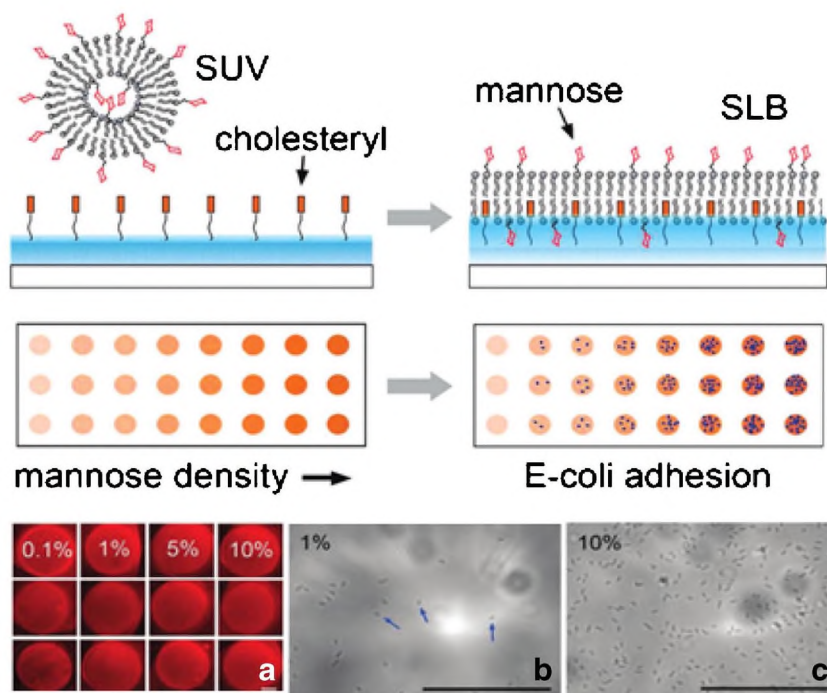 SUV
cholesteryl
mannose
SLB
mannose density
E-coli adhesion
0.1% 1% 5% 10%
a
1%
b
10%
c